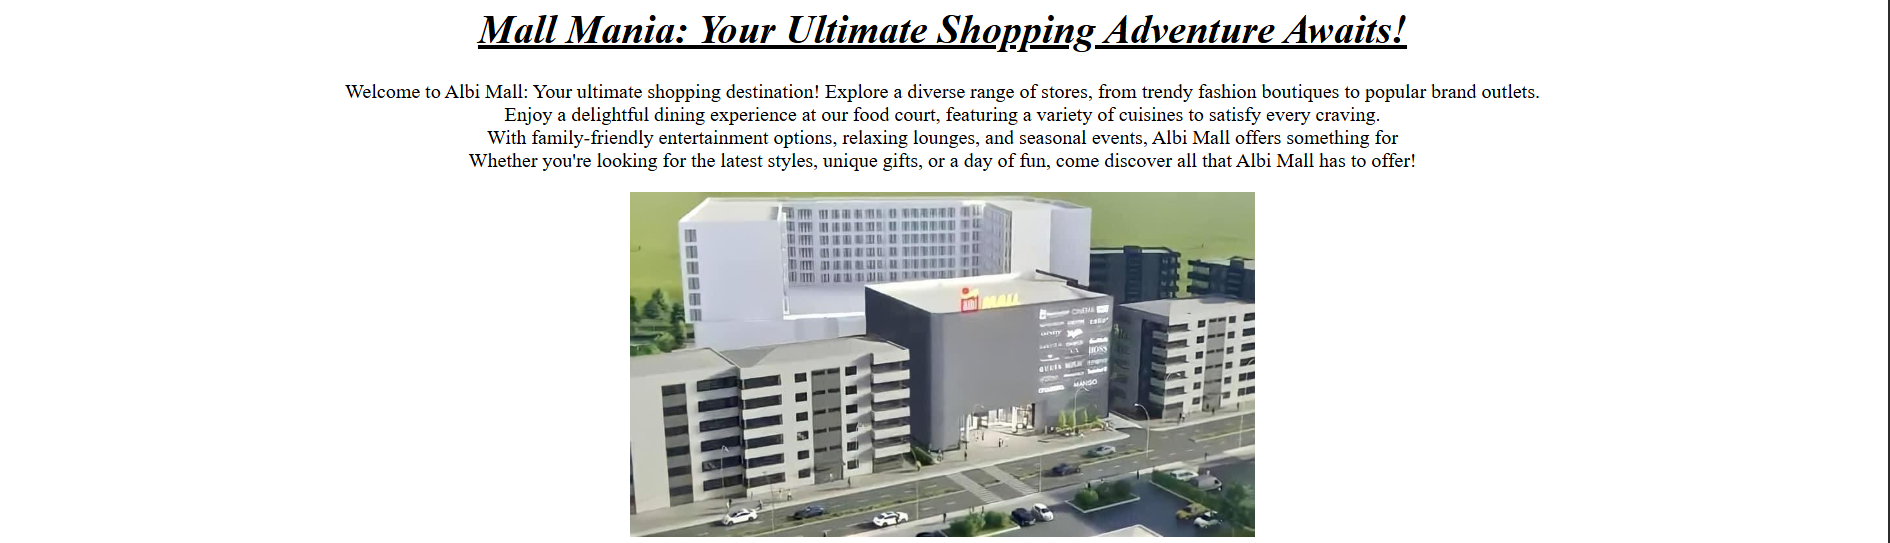 Mall Mania: Your Ultimate Shopping Adventure Awaits!
Welcome to Albi Mall: Your ultimate shopping destination! Explore a diverse range of stores, from trendy fashion boutiques to popular brand outlets.
Enjoy a delightful dining experience at our food court, featuring a variety of cuisines to satisfy every craving.
With family-friendly entertainment options, relaxing lounges, and seasonal events, Albi Mall offers something for
Whether you're looking for the latest styles, unique gifts, or a day of fun, come discover all that Albi Mall has to offer!
Albi MALL
CINEMA
BOSS
MANGO